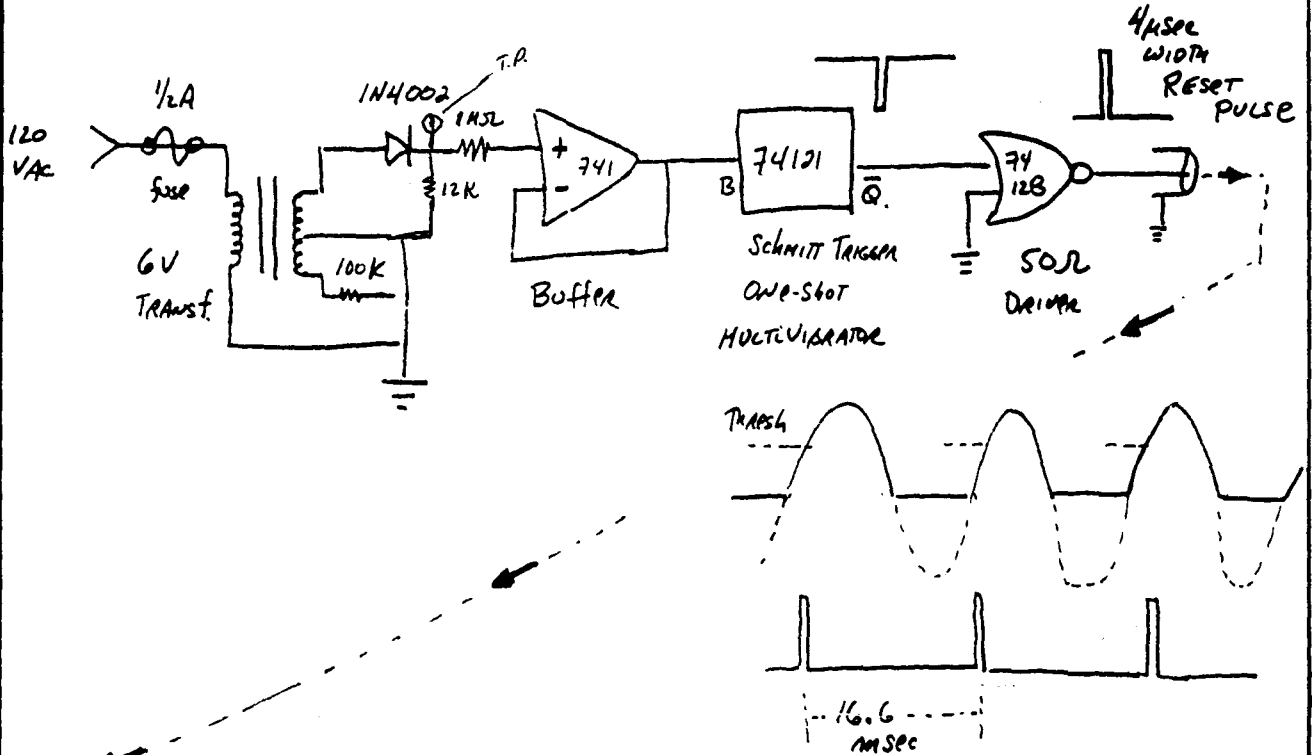 120
VAC
1/2A
fuse
6V
TRANSf.
1N4002
T.P.
1MΩ
12K
100K
+
-
741
Buffer
B
74121
Q̅.
Schmitt Trigger
One-Shot
Multivibrator
74
128
50Ω
Driver
4μsec
Width
Reset
Pulse
Thresh
16.6
msec